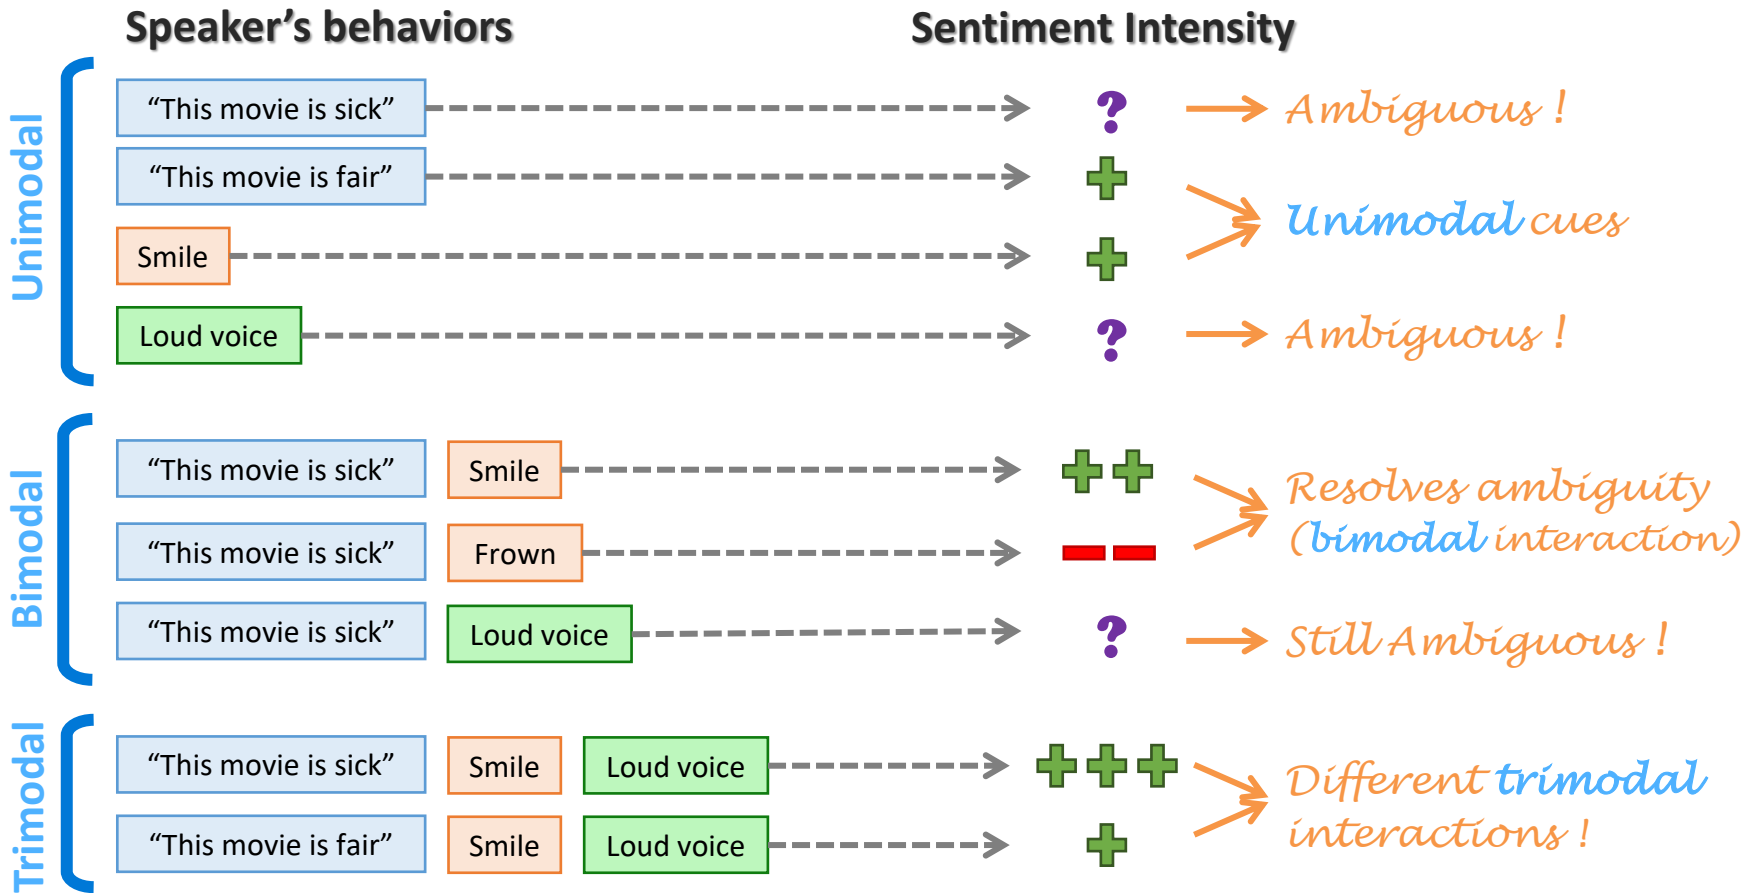 Speaker’s behaviors
Sentiment Intensity
Unimodal
“This movie is sick”
?
Ambiguous !
“This movie is fair”
Unimodal cues
Smile
Loud voice
?
Ambiguous !
Bimodal
“This movie is sick” Smile
Resolves ambiguity
(bimodal interaction)
“This movie is sick” Frown
“This movie is sick” Loud voice
?
Still Ambiguous !
Trimodal
“This movie is sick” Smile Loud voice
Different trimodal
interactions !
“This movie is fair” Smile Loud voice